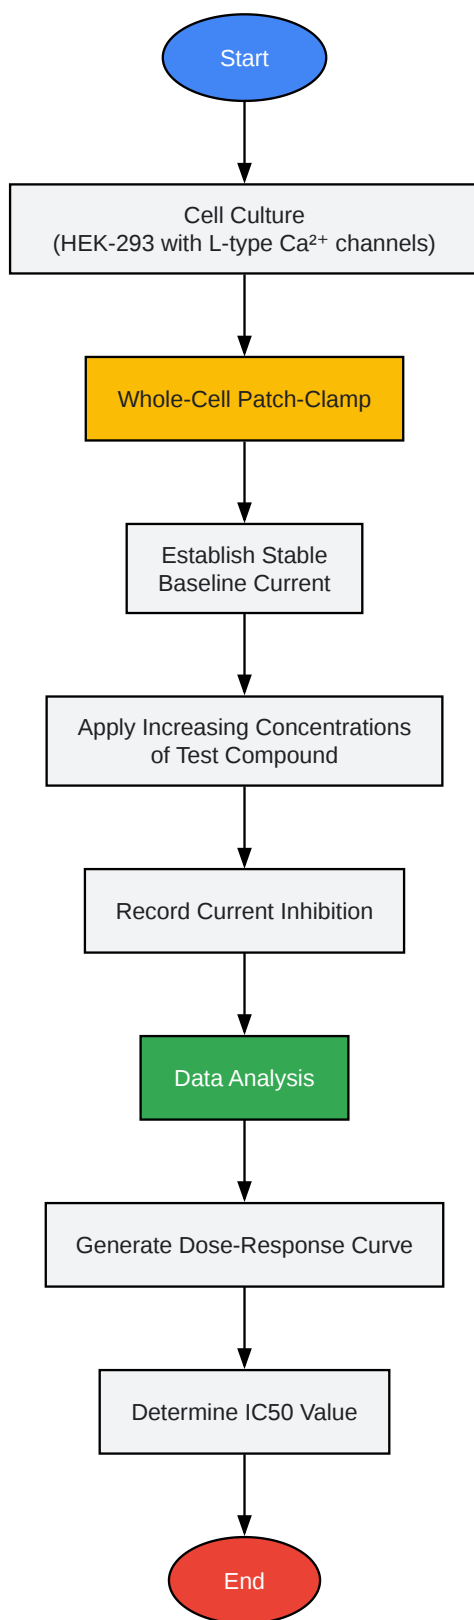 Start
Cell Culture
(HEK-293 with L-type Ca²⁺ channels)
Whole-Cell Patch-Clamp
Establish Stable
Baseline Current
Apply Increasing Concentrations
of Test Compound
Record Current Inhibition
Data Analysis
Generate Dose-Response Curve
Determine IC50 Value
End